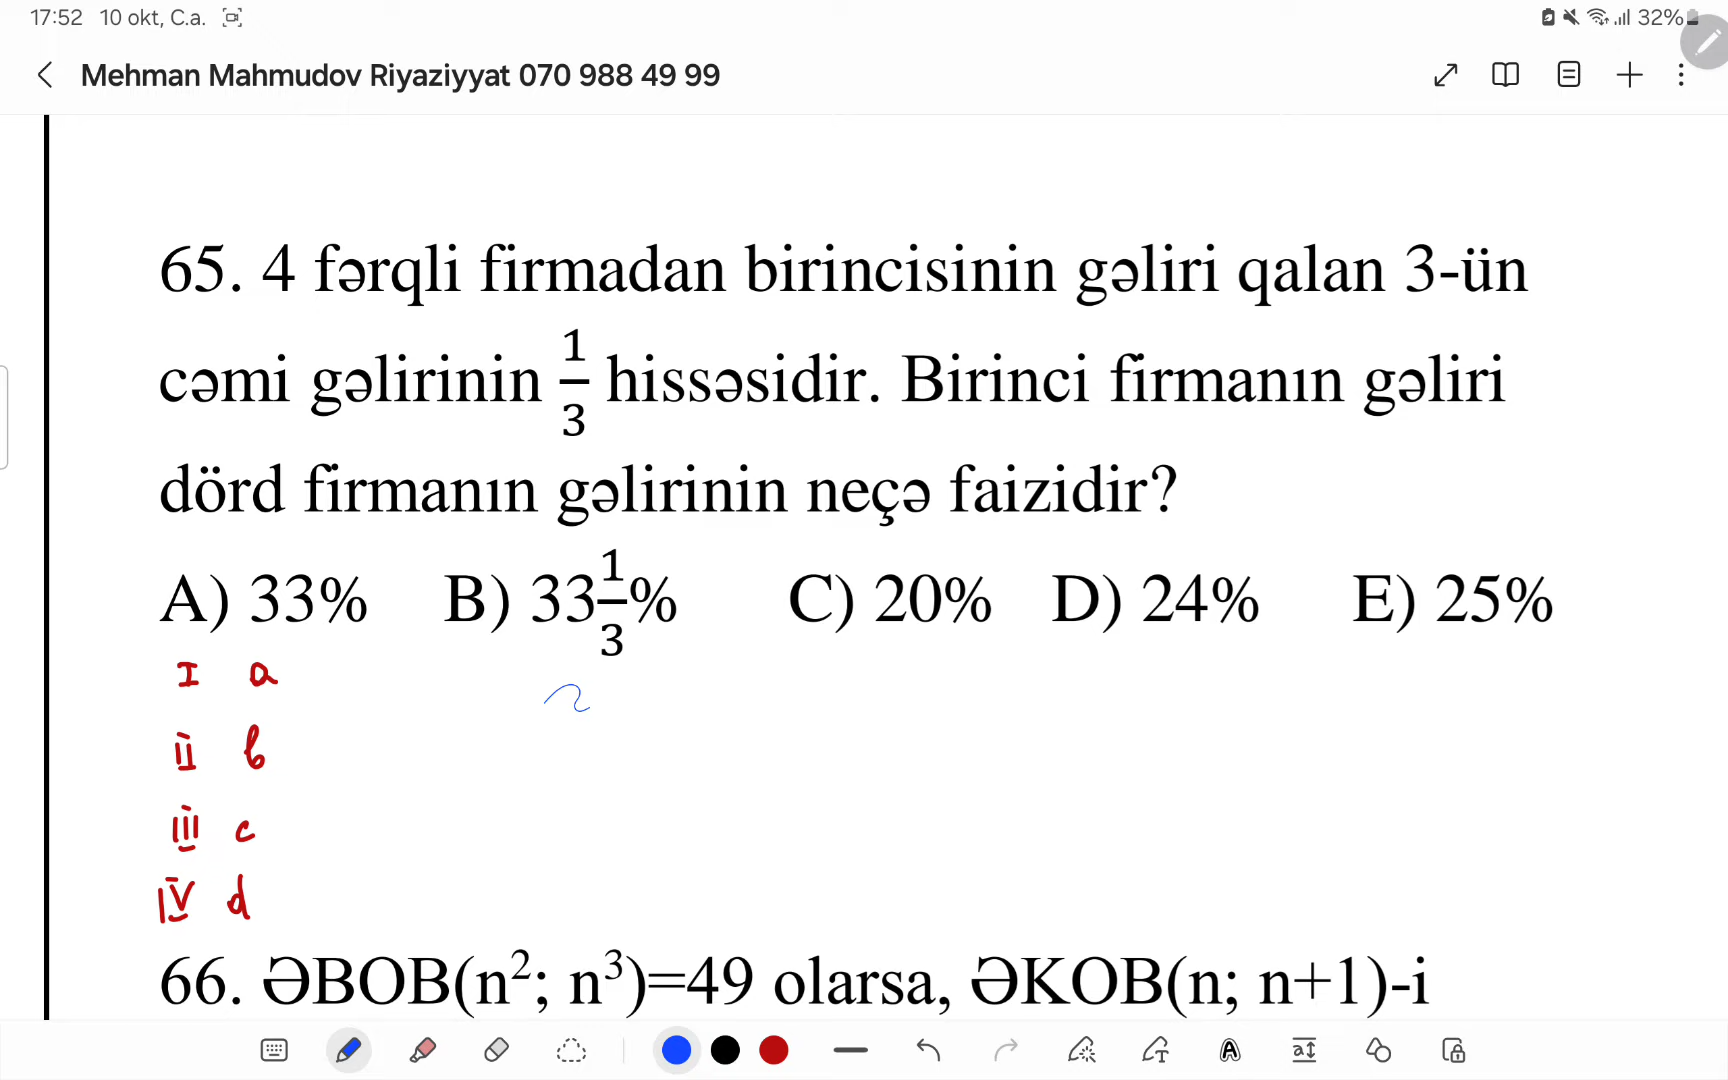 17:52 10 okt, C.a. 32%
Mehman Mahmudov Riyaziyyat 070 988 49 99
65. 4 fərqli firmadan birincisinin gəliri qalan 3-ün
cəmi gəlirinin 1/3 hissəsidir. Birinci firmanın gəliri
dörd firmanın gəlirinin neçə faizidir?
A) 33% B) 33 1/3% C) 20% D) 24% E) 25%
I a
II b
III c
IV d
66. ƏBOB(n²; n³)=49 olarsa, ƏKOB(n; n+1)-i